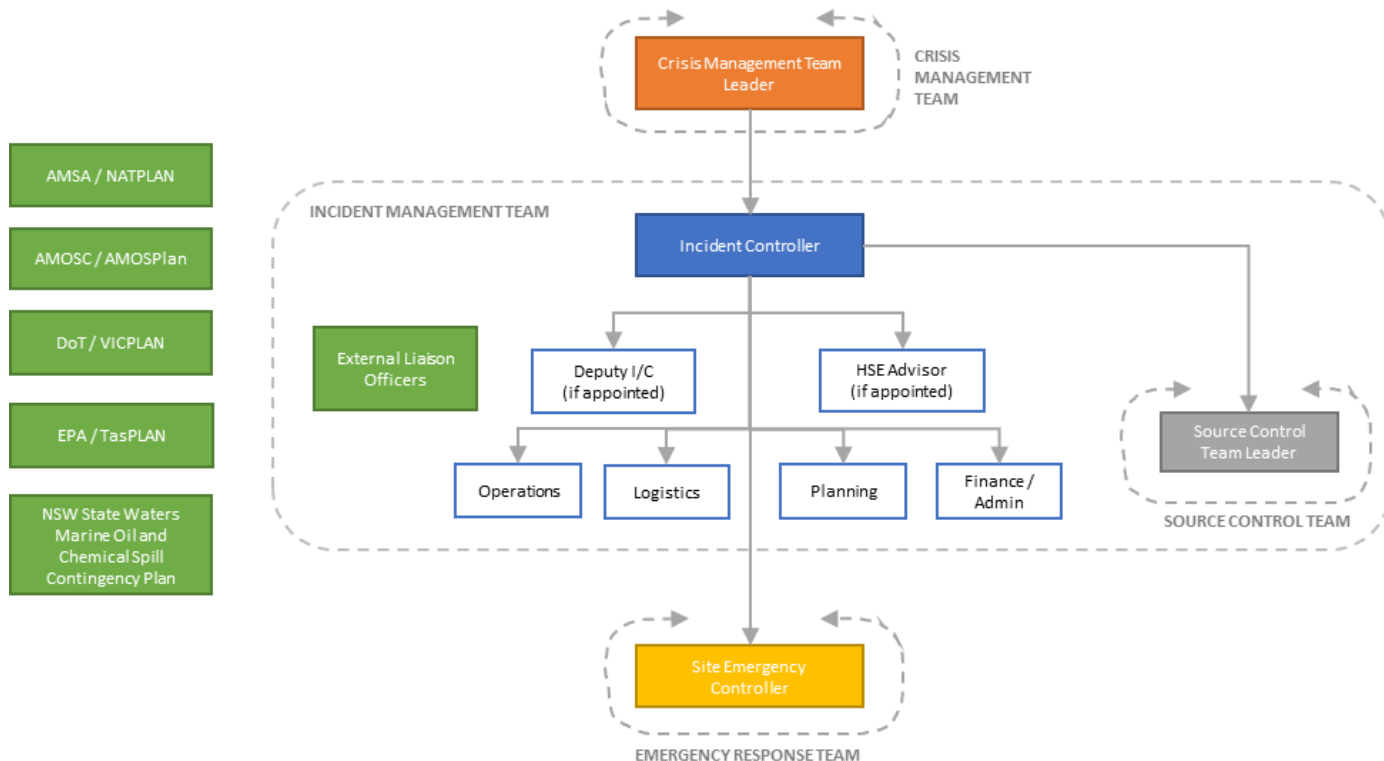 Crisis Management Team
Leader
CRISIS
MANAGEMENT
TEAM
AMSA / NATPLAN
AMOSC / AMOSPlan
DoT / VICPLAN
EPA / TasPLAN
NSW State Waters
Marine Oil and
Chemical Spill
Contingency Plan
INCIDENT MANAGEMENT TEAM
Incident Controller
External Liaison
Officers
Deputy I/C
(if appointed)
HSE Advisor
(if appointed)
Operations
Logistics
Planning
Finance /
Admin
Source Control
Team Leader
SOURCE CONTROL TEAM
Site Emergency
Controller
EMERGENCY RESPONSE TEAM